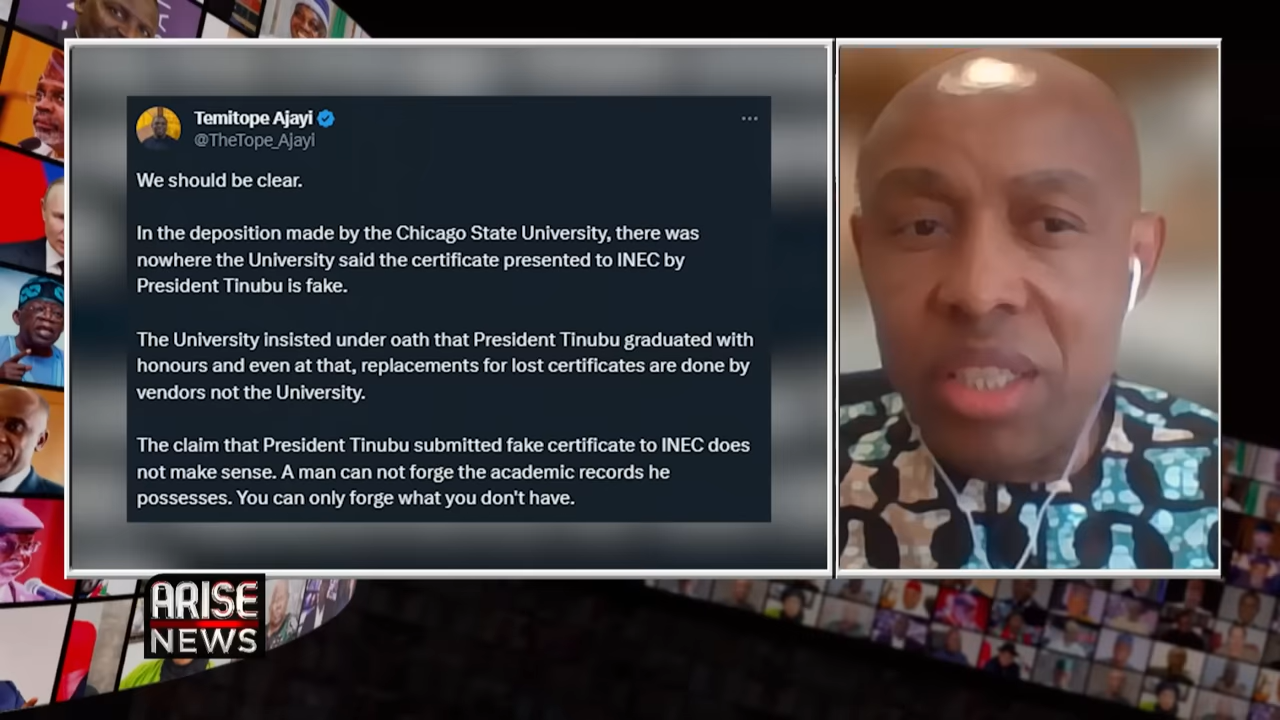 Temitope Ajayi
@TheTope_Ajayi
We should be clear.
In the deposition made by the Chicago State University, there was
nowhere the University said the certificate presented to INEC by
President Tinubu is fake.
The University insisted under oath that President Tinubu graduated with
honours and even at that, replacements for lost certificates are done by
vendors not the University.
The claim that President Tinubu submitted fake certificate to INEC does
not make sense. A man can not forge the academic records he
possesses. You can only forge what you don't have.
ARISE
NEWS